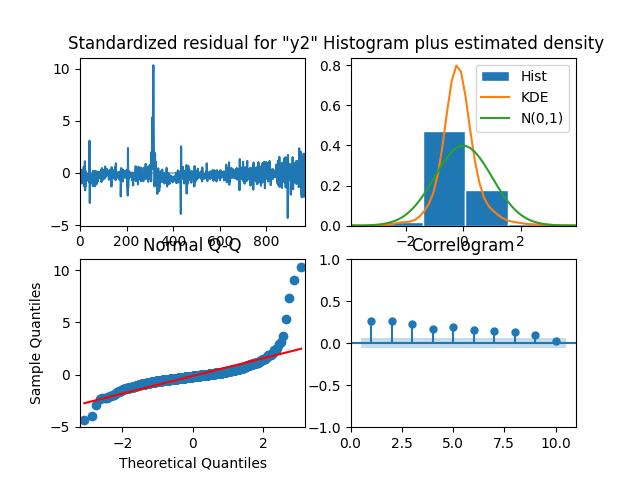 Standardized residual for "y2"
Histogram plus estimated density
10
5
0
−5
0 200 400 600 800
0.8
0.6
0.4
0.2
0.0
−2 0 2
Hist
KDE
N(0,1)
Normal Q-Q
Correlogram
Sample Quantiles
10
5
0
−5
−2 0 2
Theoretical Quantiles
1.0
0.5
0.0
−0.5
−1.0
0.0 2.5 5.0 7.5 10.0